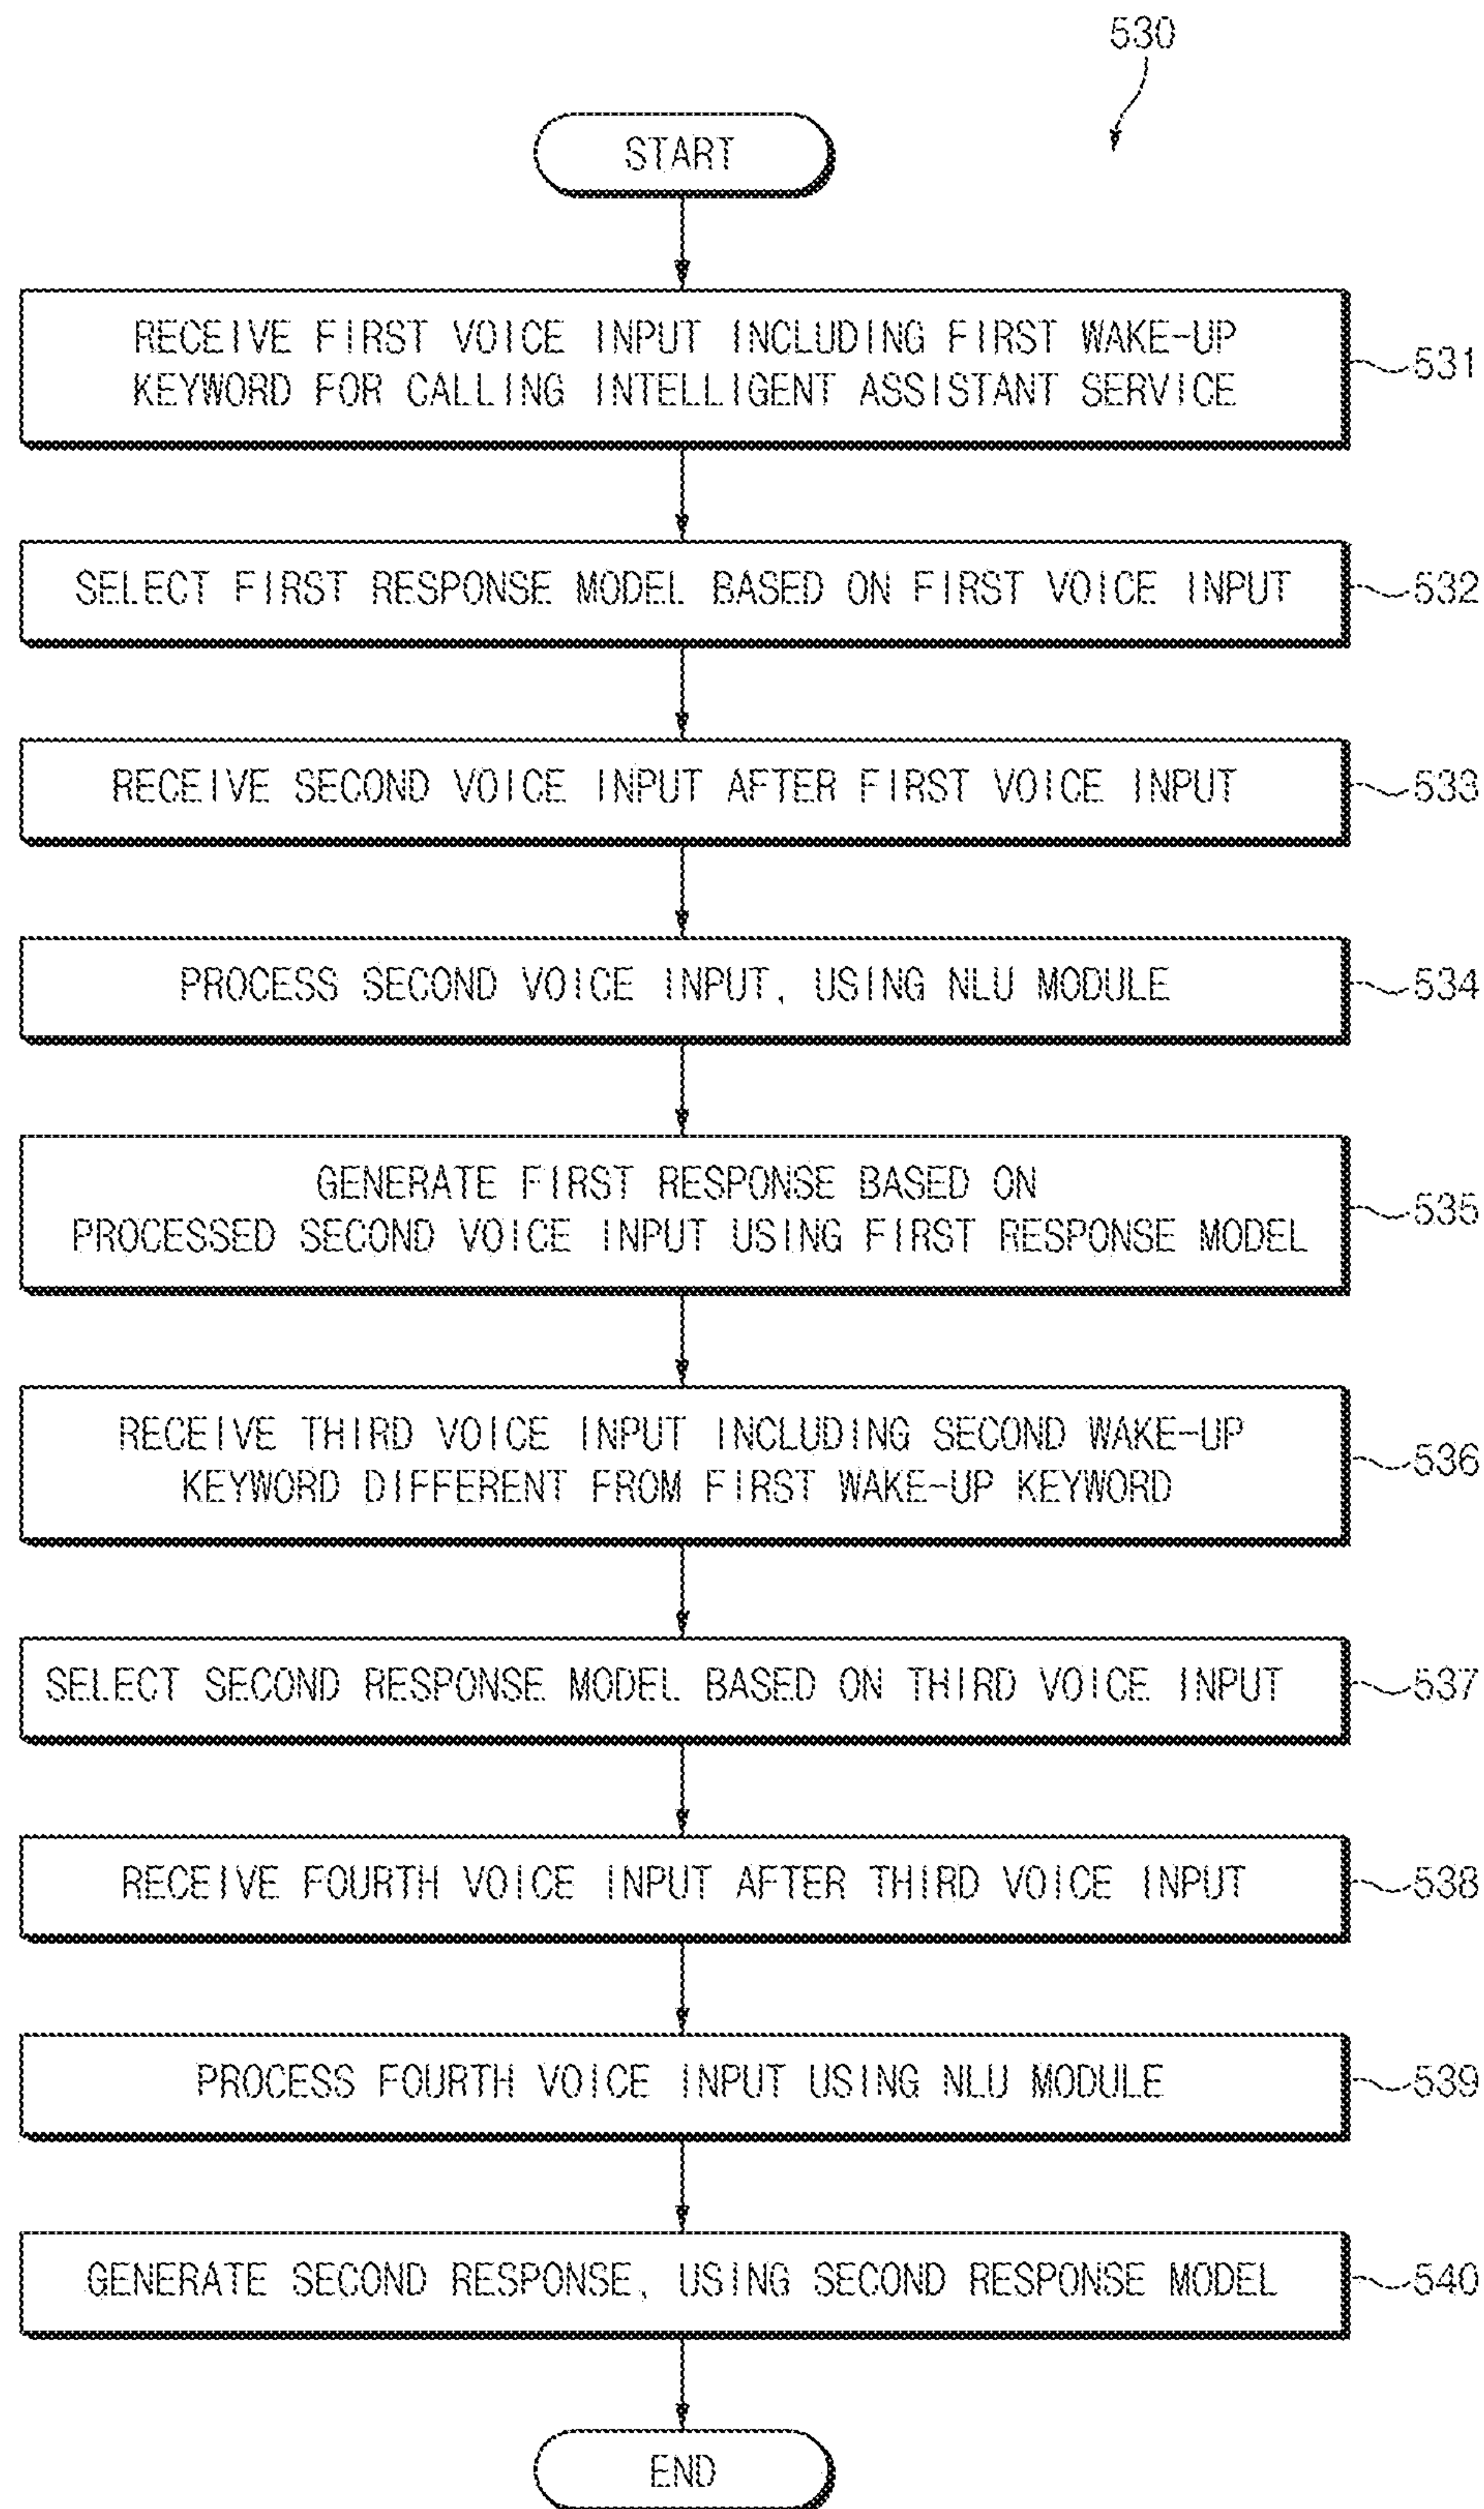 530
START
RECEIVE FIRST VOICE INPUT INCLUDING FIRST WAKE-UP
KEYWORD FOR CALLING INTELLIGENT ASSISTANT SERVICE
531
SELECT FIRST RESPONSE MODEL BASED ON FIRST VOICE INPUT
532
RECEIVE SECOND VOICE INPUT AFTER FIRST VOICE INPUT
533
PROCESS SECOND VOICE INPUT, USING NLU MODULE
534
GENERATE FIRST RESPONSE BASED ON
PROCESSED SECOND VOICE INPUT USING FIRST RESPONSE MODEL
535
RECEIVE THIRD VOICE INPUT INCLUDING SECOND WAKE-UP
KEYWORD DIFFERENT FROM FIRST WAKE-UP KEYWORD
536
SELECT SECOND RESPONSE MODEL BASED ON THIRD VOICE INPUT
537
RECEIVE FOURTH VOICE INPUT AFTER THIRD VOICE INPUT
538
PROCESS FOURTH VOICE INPUT USING NLU MODULE
539
GENERATE SECOND RESPONSE, USING SECOND RESPONSE MODEL
540
END